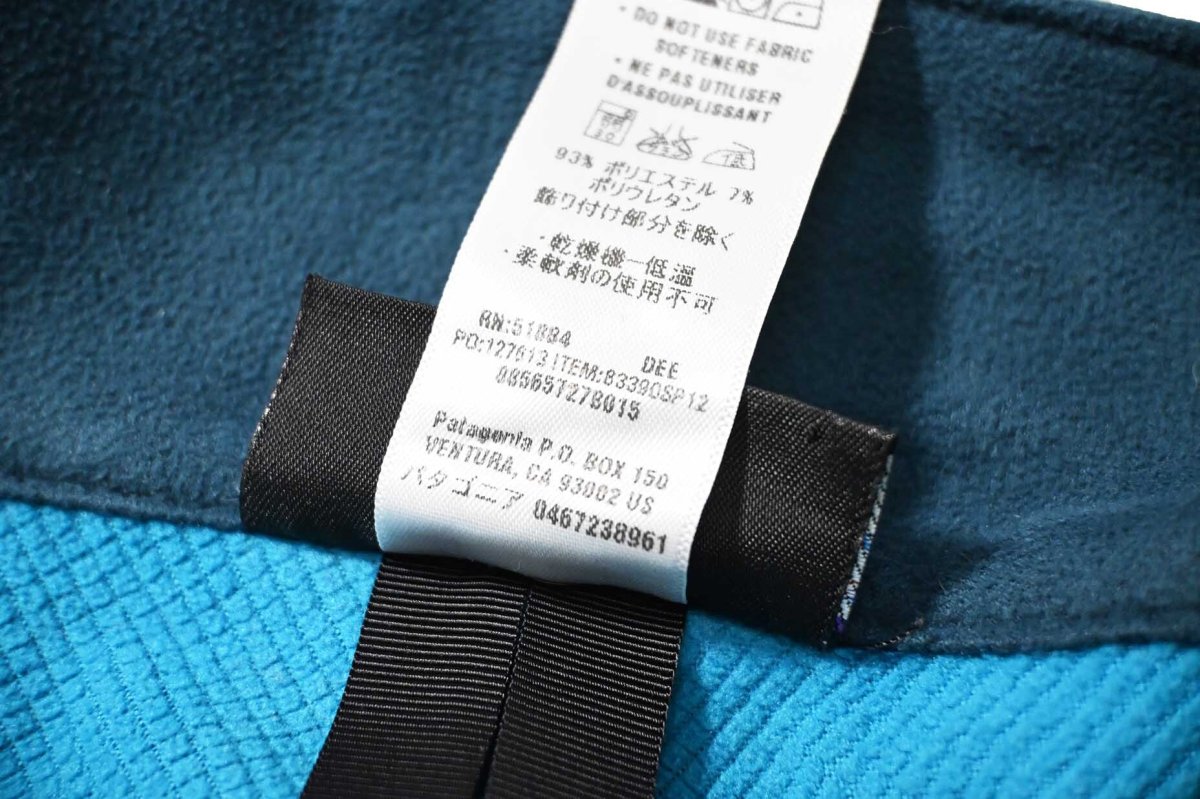 • DO NOT USE FABRIC
SOFTENERS
• NE PAS UTILISER
D'ASSOUPLISSANT
低
93% ポリエステル 7%
ポリウレタン
飾り付け部分を除く
・乾燥機ー低温
・柔軟剤の使用不可
RN:51884
DEE
PO:127613 ITEM:83390SP12
085657278015
Patagonia P.O. BOX 150
VENTURA, CA 93002 US
パタゴニア 0467238961